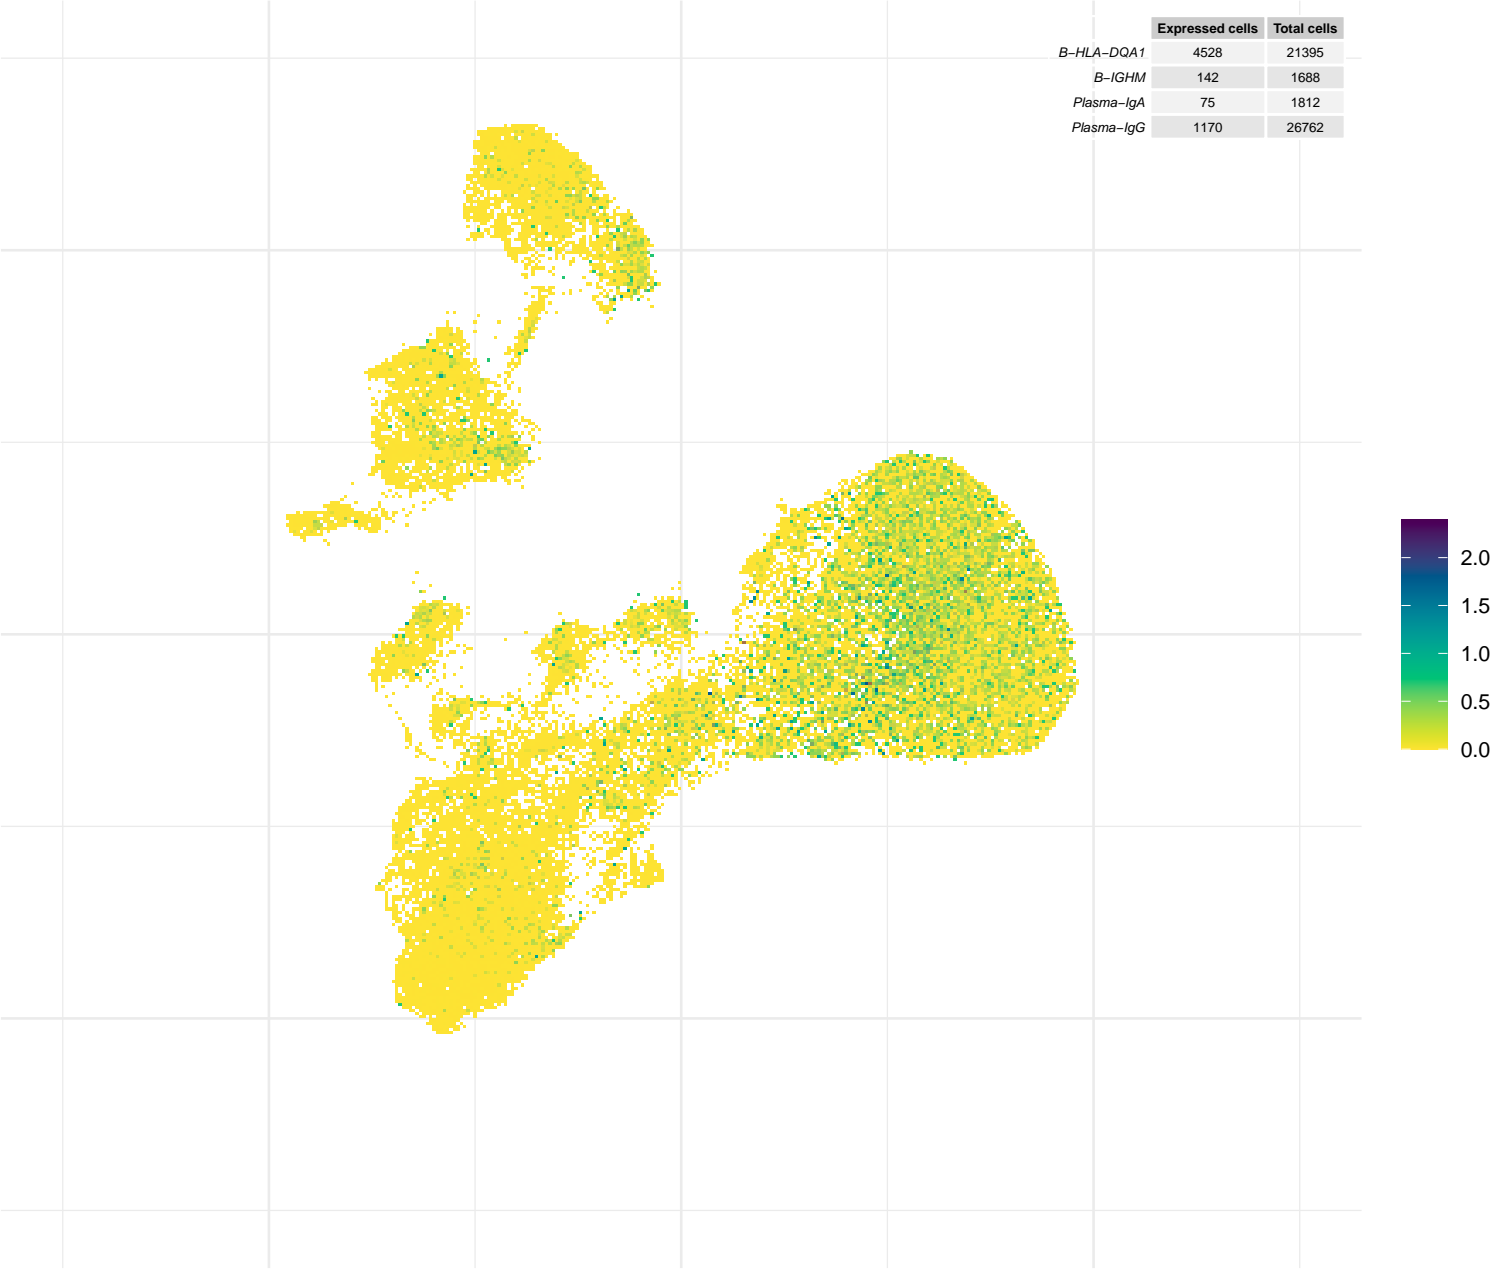 Expressed cells Total cells
B−HLA−DQA1 4528 21395
B−IGHM 142 1688
Plasma−IgA 75 1812
Plasma−IgG 1170 26762
2.0
1.5
1.0
0.5
0.0